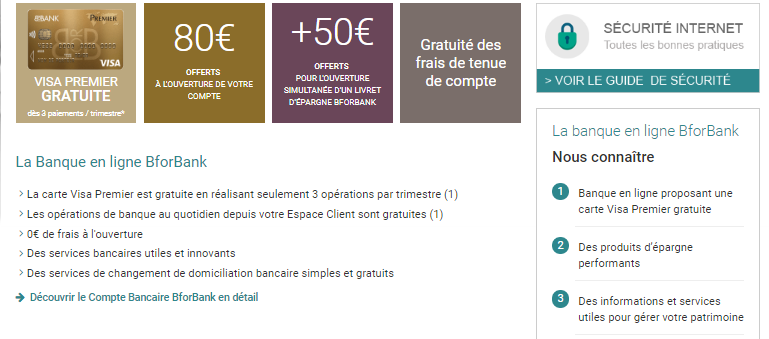 BANK PREMIER
VISA
VISA PREMIER
GRATUITE
dès 3 paiements / trimestre*
80€
OFFERTS
À L'OUVERTURE DE VOTRE
COMPTE
+50€
OFFERTS
POUR L'OUVERTURE
SIMULTANÉE D'UN LIVRET
D'ÉPARGNE BFORBANK
Gratuité des
frais de tenue
de compte
La Banque en ligne BforBank
> La carte Visa Premier est gratuite en réalisant seulement 3 opérations par trimestre (1)
> Les opérations de banque au quotidien depuis votre Espace Client sont gratuites (1)
> 0€ de frais à l'ouverture
> Des services bancaires utiles et innovants
> Des services de changement de domiciliation bancaire simples et gratuits
→ Découvrir le Compte Bancaire BforBank en détail
SÉCURITÉ INTERNET
Toutes les bonnes pratiques
> VOIR LE GUIDE DE SÉCURITÉ
La banque en ligne BforBank
Nous connaître
1 Banque en ligne proposant une
carte Visa Premier gratuite
2 Des produits d'épargne
performants
3 Des informations et services
utiles pour gérer votre patrimoine